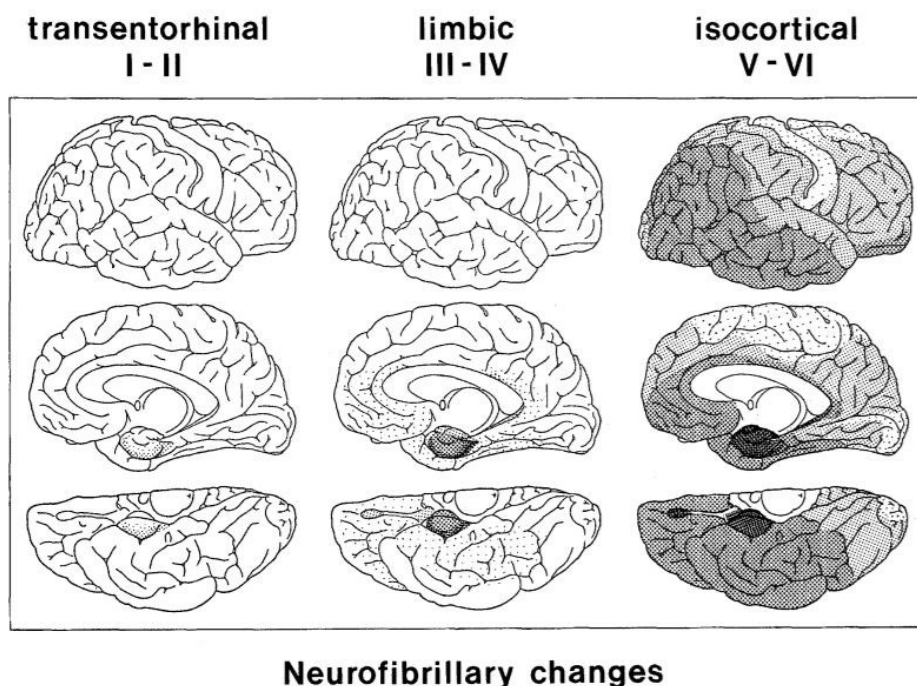 transentorhinal limbic isocortical
I - II III - IV V - VI
Neurofibrillary changes